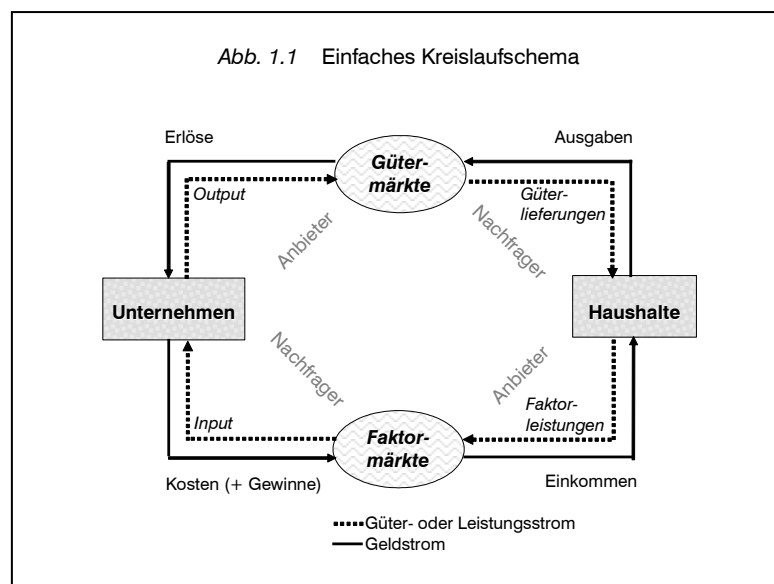 Abb. 1.1 Einfaches Kreislaufschema
Erlöse
Ausgaben
Güter-
märkte
Output
Güter-
lieferungen
Anbieter
Nachfrager
Unternehmen
Haushalte
Nachfrager
Anbieter
Input
Faktor-
leistungen
Faktor-
märkte
Kosten (+ Gewinne)
Einkommen
Güter- oder Leistungsstrom
Geldstrom